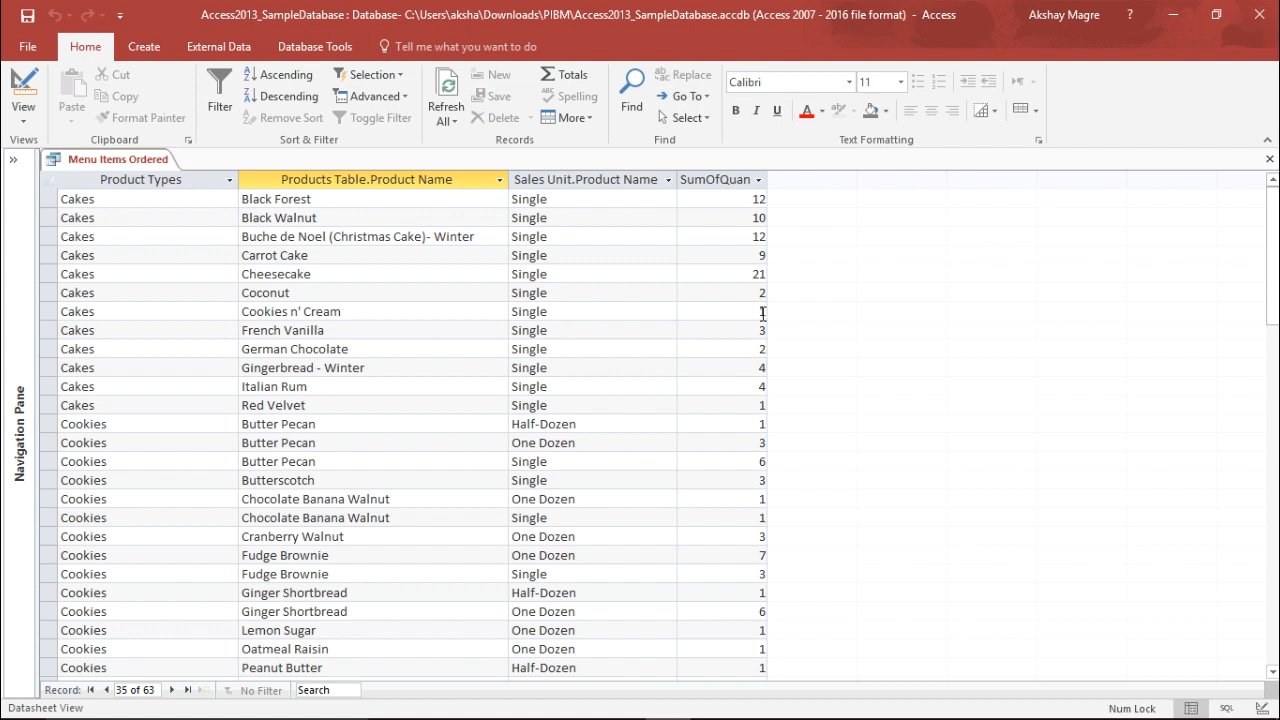 Access2013_SampleDatabase : Database- C:\Users\aksha\Downloads\PIBM\Access2013_SampleDatabase.accdb (Access 2007 - 2016 file format) - Access Akshay Magre ?
File Home Create External Data Database Tools Tell me what you want to do
View
Views
Paste
Cut
Copy
Format Painter
Clipboard
Filter
Ascending
Descending
Remove Sort
Selection
Advanced
Toggle Filter
Sort & Filter
Refresh
All
New
Save
Delete
Totals
Spelling
More
Records
Find
Replace
Go To
Select
Find
Calibri 11
B I U A
Text Formatting
Navigation Pane
Menu Items Ordered
Product Types Products Table.Product Name Sales Unit.Product Name SumOfQuan
Cakes Black Forest Single 12
Cakes Black Walnut Single 10
Cakes Buche de Noel (Christmas Cake)- Winter Single 12
Cakes Carrot Cake Single 9
Cakes Cheesecake Single 21
Cakes Coconut Single 2
Cakes Cookies n' Cream Single 1
Cakes French Vanilla Single 3
Cakes German Chocolate Single 2
Cakes Gingerbread - Winter Single 4
Cakes Italian Rum Single 4
Cakes Red Velvet Single 1
Cookies Butter Pecan Half-Dozen 1
Cookies Butter Pecan One Dozen 3
Cookies Butter Pecan Single 6
Cookies Butterscotch Single 3
Cookies Chocolate Banana Walnut One Dozen 1
Cookies Chocolate Banana Walnut Single 1
Cookies Cranberry Walnut One Dozen 3
Cookies Fudge Brownie One Dozen 7
Cookies Fudge Brownie Single 3
Cookies Ginger Shortbread Half-Dozen 1
Cookies Ginger Shortbread One Dozen 6
Cookies Lemon Sugar One Dozen 1
Cookies Oatmeal Raisin One Dozen 1
Cookies Peanut Butter Half-Dozen 1
Record: 35 of 63 No Filter Search
Datasheet View Num Lock SQL